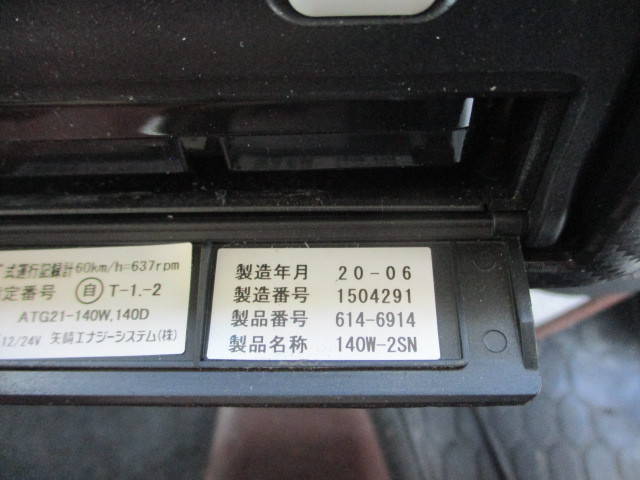 式運行記録計60km/h=637rpm
定番号 自 T-1.-2
ATG21-140W,140D
12/24V 矢崎エナジーシステム(株)
製造年月 20-06
製造番号 1504291
製品番号 614-6914
製品名称 140W-2SN